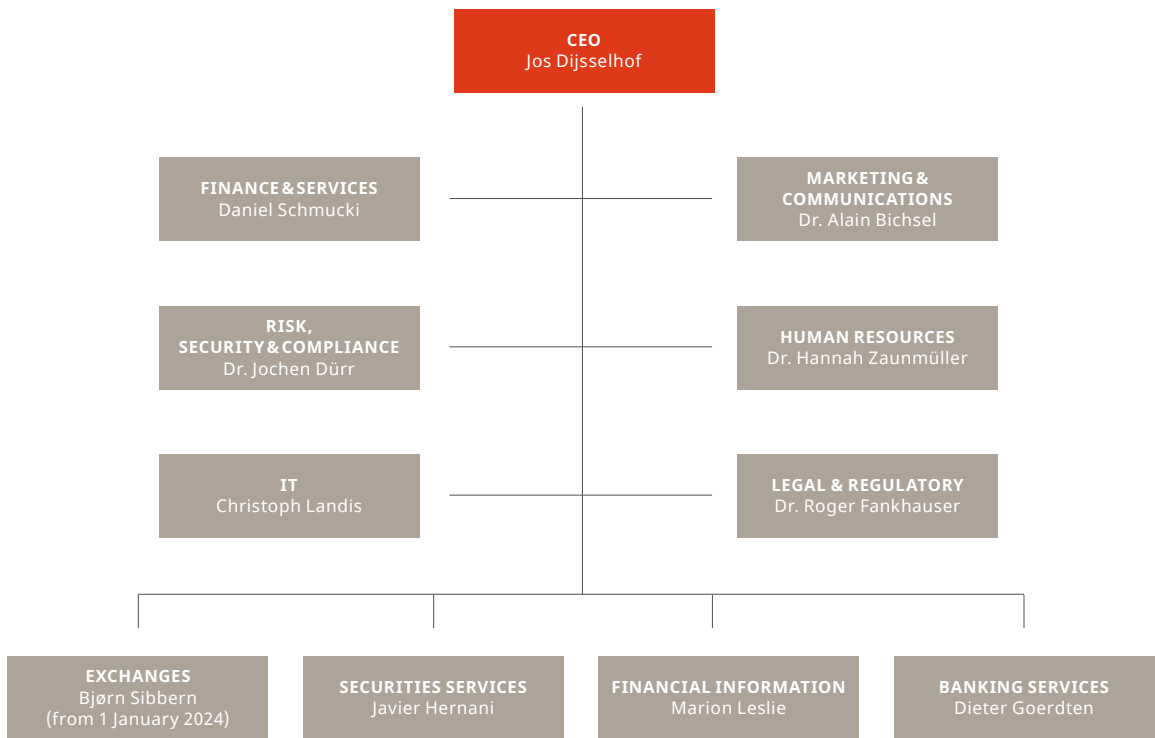 CEO
Jos Dijsselhof
FINANCE & SERVICES
Daniel Schmucki
MARKETING &
COMMUNICATIONS
Dr. Alain Bichsel
RISK,
SECURITY & COMPLIANCE
Dr. Jochen Dürr
HUMAN RESOURCES
Dr. Hannah Zaunmüller
IT
Christoph Landis
LEGAL & REGULATORY
Dr. Roger Fankhauser
EXCHANGES
Bjørn Sibbern
(from 1 January 2024)
SECURITIES SERVICES
Javier Hernani
FINANCIAL INFORMATION
Marion Leslie
BANKING SERVICES
Dieter Goerdten